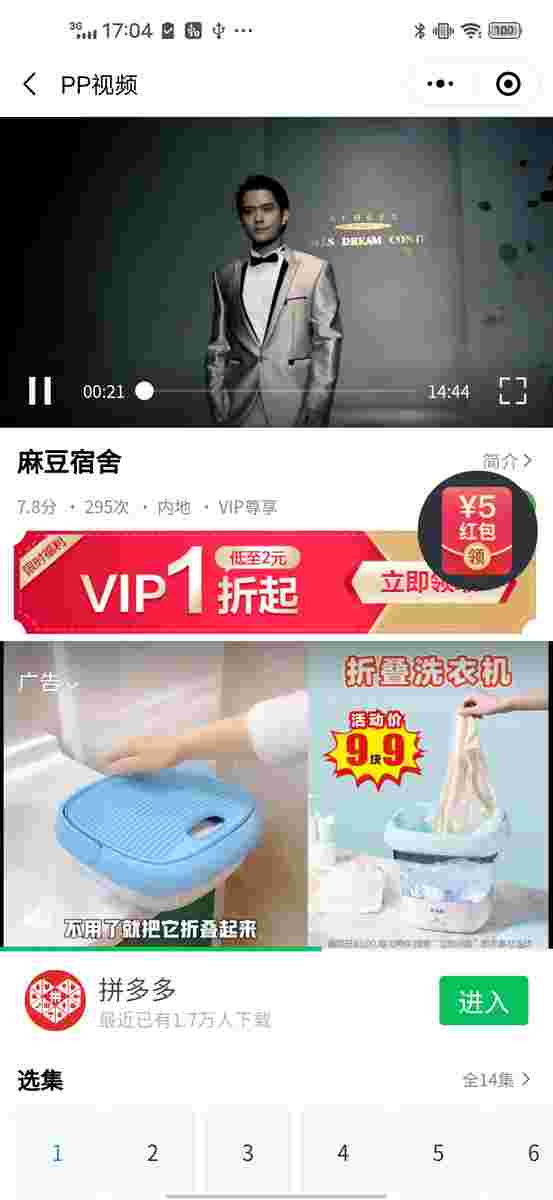 3G 17:04 100
PP视频
DREAM
00:21 14:44
麻豆宿舍 简介
7.8分 · 295次 · 内地 · VIP尊享
¥5
红包
领
限时福利
VIP1折起
低至2元
立即领
广告
折叠洗衣机
活动价
9块9
不用了就把它折叠起来
拼多多
最近已有1.7万人下载
进入
选集 全14集
1 2 3 4 5 6